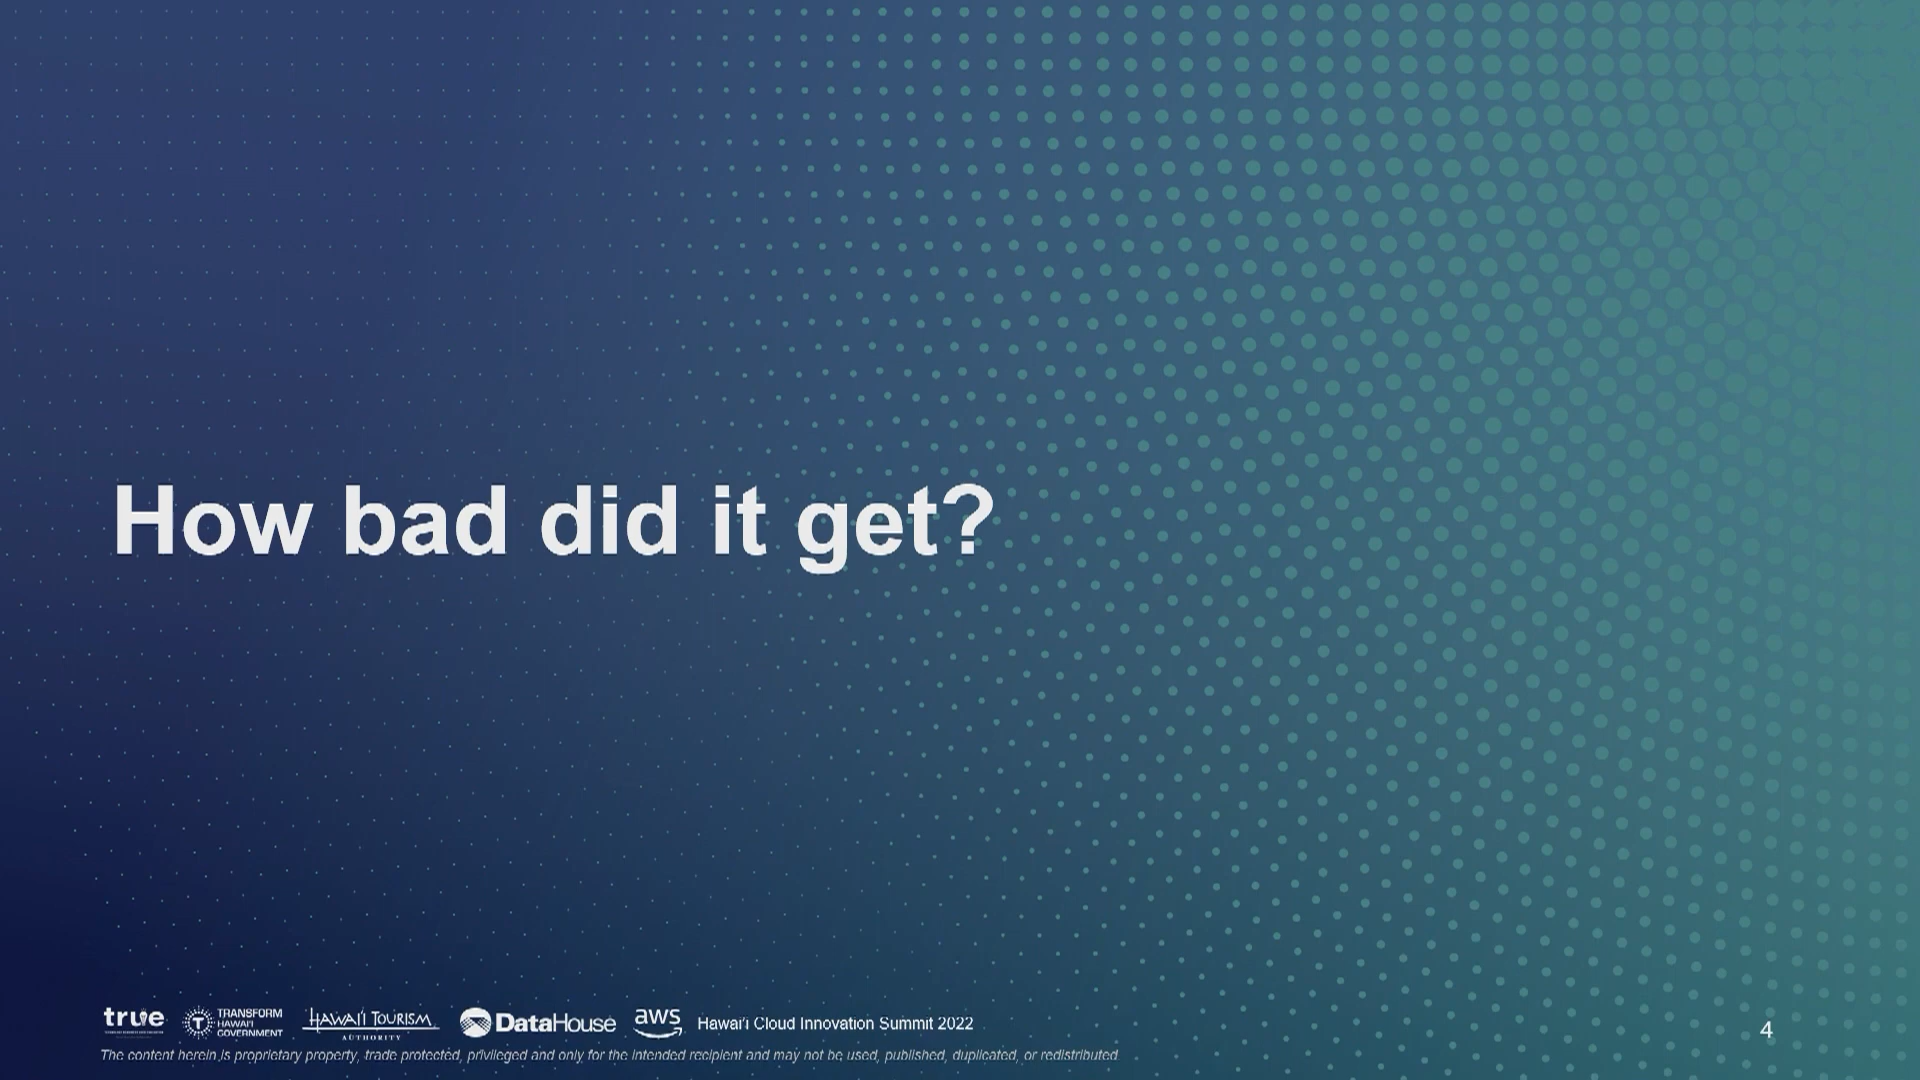 How bad did it get?
true
TRANSFORM
HAWAI'I
GOVERNMENT
HAWAI'I TOURISM
AUTHORITY
DataHouse
aws
Hawai'i Cloud Innovation Summit 2022
4
The content herein is proprietary property, trade protected, privileged and only for the intended recipient and may not be used, published, duplicated, or redistributed